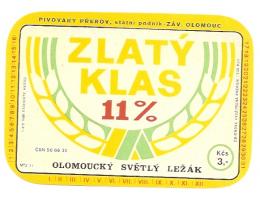 PIVOVARY PŘEROV, státní podnik - ZÁV. OLOMOUC
ZLATÝ
KLAS
11%
ČSN 56 66 35
Kčs
3,-
OLOMOUCKÝ SVĚTLÝ LEŽÁK
I II III IV V VI VII VIII IX X XI XII